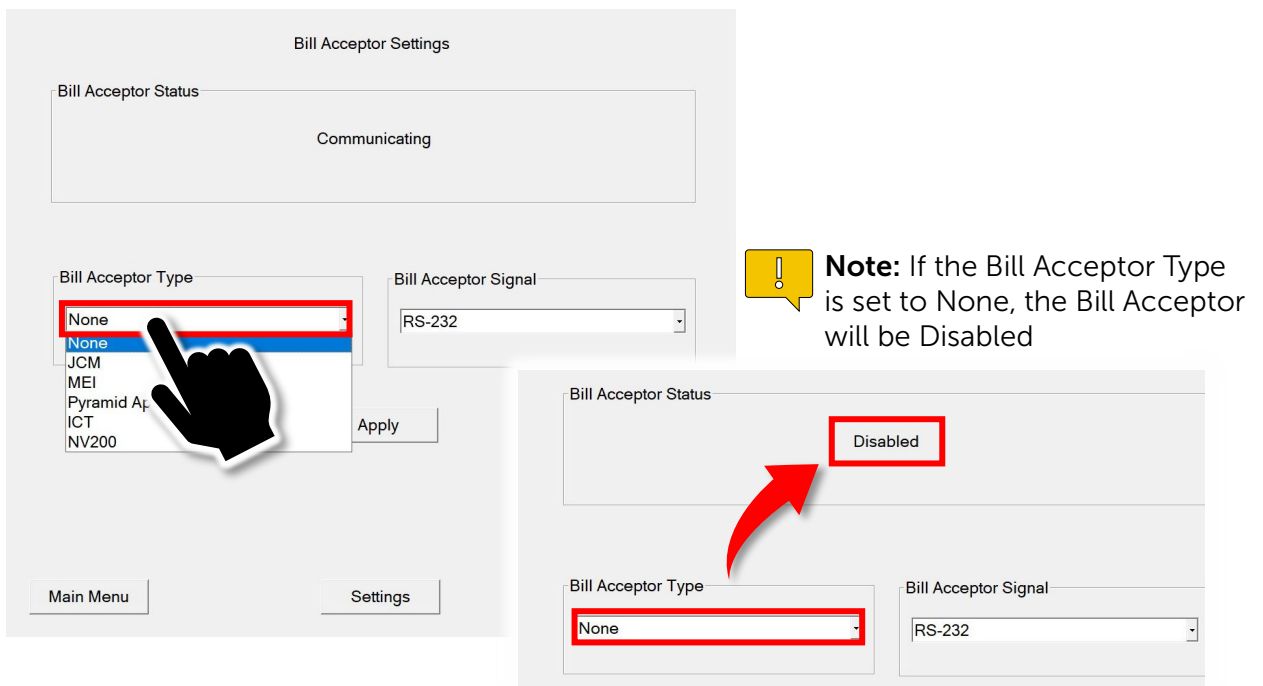 Bill Acceptor Settings
Bill Acceptor Status
Communicating
Bill Acceptor Type
None
None
JCM
MEI
Pyramid
ICT
NV200
Bill Acceptor Signal
RS-232
Apply
Main Menu
Settings
Note: If the Bill Acceptor Type
is set to None, the Bill Acceptor
will be Disabled
Bill Acceptor Status
Disabled
Bill Acceptor Type
None
Bill Acceptor Signal
RS-232